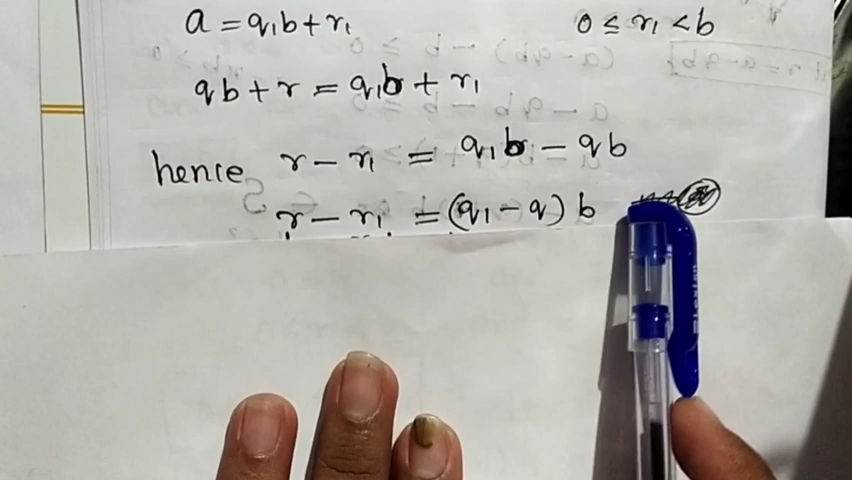 a = q₁b + r₁ 0 ≤ r₁ < b
qb + r = q₁b + r₁
hence r − r₁ = q₁b − qb
r − r₁ = (q₁ − q) b